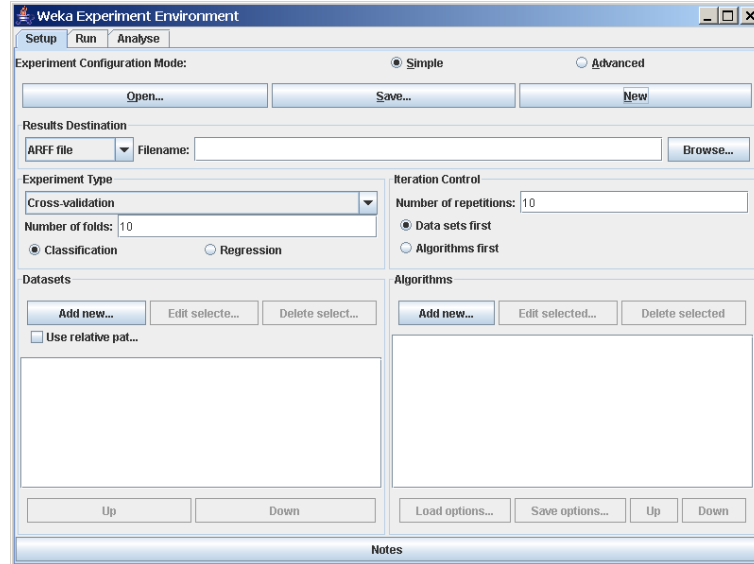 Weka Experiment Environment
Setup Run Analyse
Experiment Configuration Mode: Simple Advanced
Open... Save... New
Results Destination
ARFF file Filename: Browse...
Experiment Type
Cross-validation
Number of folds: 10
Classification Regression
Iteration Control
Number of repetitions: 10
Data sets first
Algorithms first
Datasets
Add new... Edit selecte... Delete select...
Use relative pat...
Up Down
Algorithms
Add new... Edit selected... Delete selected
Load options... Save options... Up Down
Notes